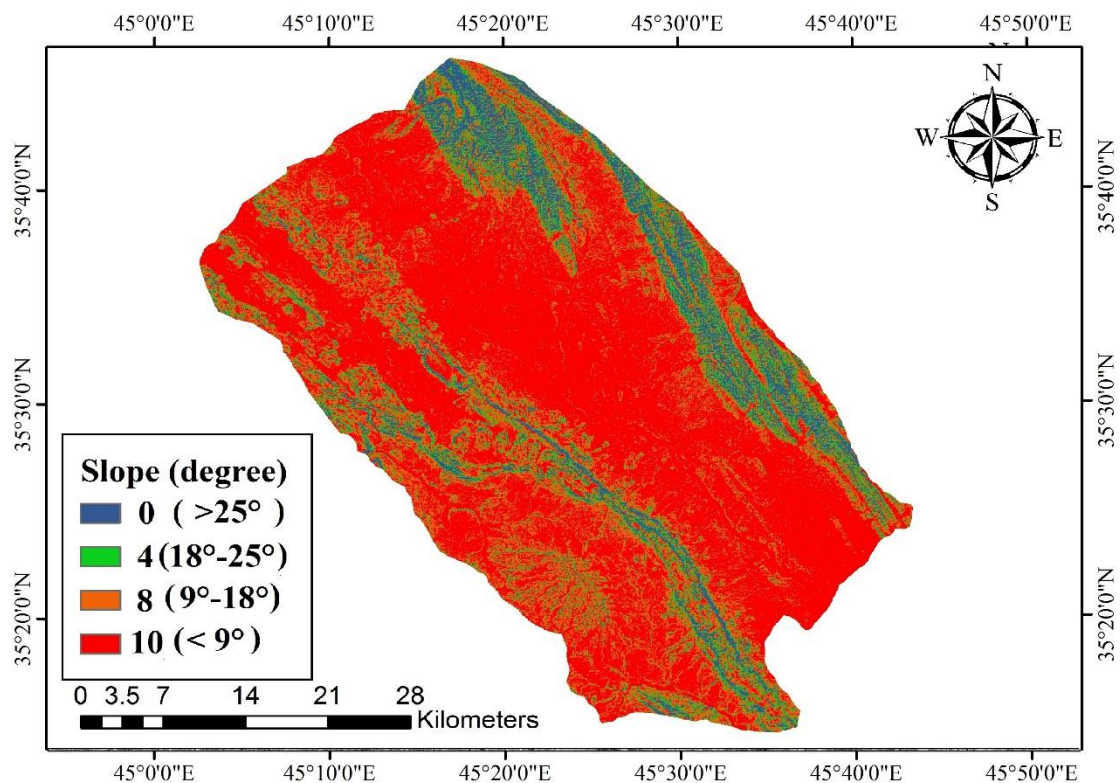 45°0'0"E 45°10'0"E 45°20'0"E 45°30'0"E 45°40'0"E 45°50'0"E
N
N
W E
S
35°40'0"N 35°40'0"N
35°30'0"N 35°30'0"N
35°20'0"N 35°20'0"N
Slope (degree)
0 ( >25° )
4 (18°-25°)
8 (9°-18°)
10 (< 9°)
0 3.5 7 14 21 28
Kilometers
45°0'0"E 45°10'0"E 45°20'0"E 45°30'0"E 45°40'0"E 45°50'0"E